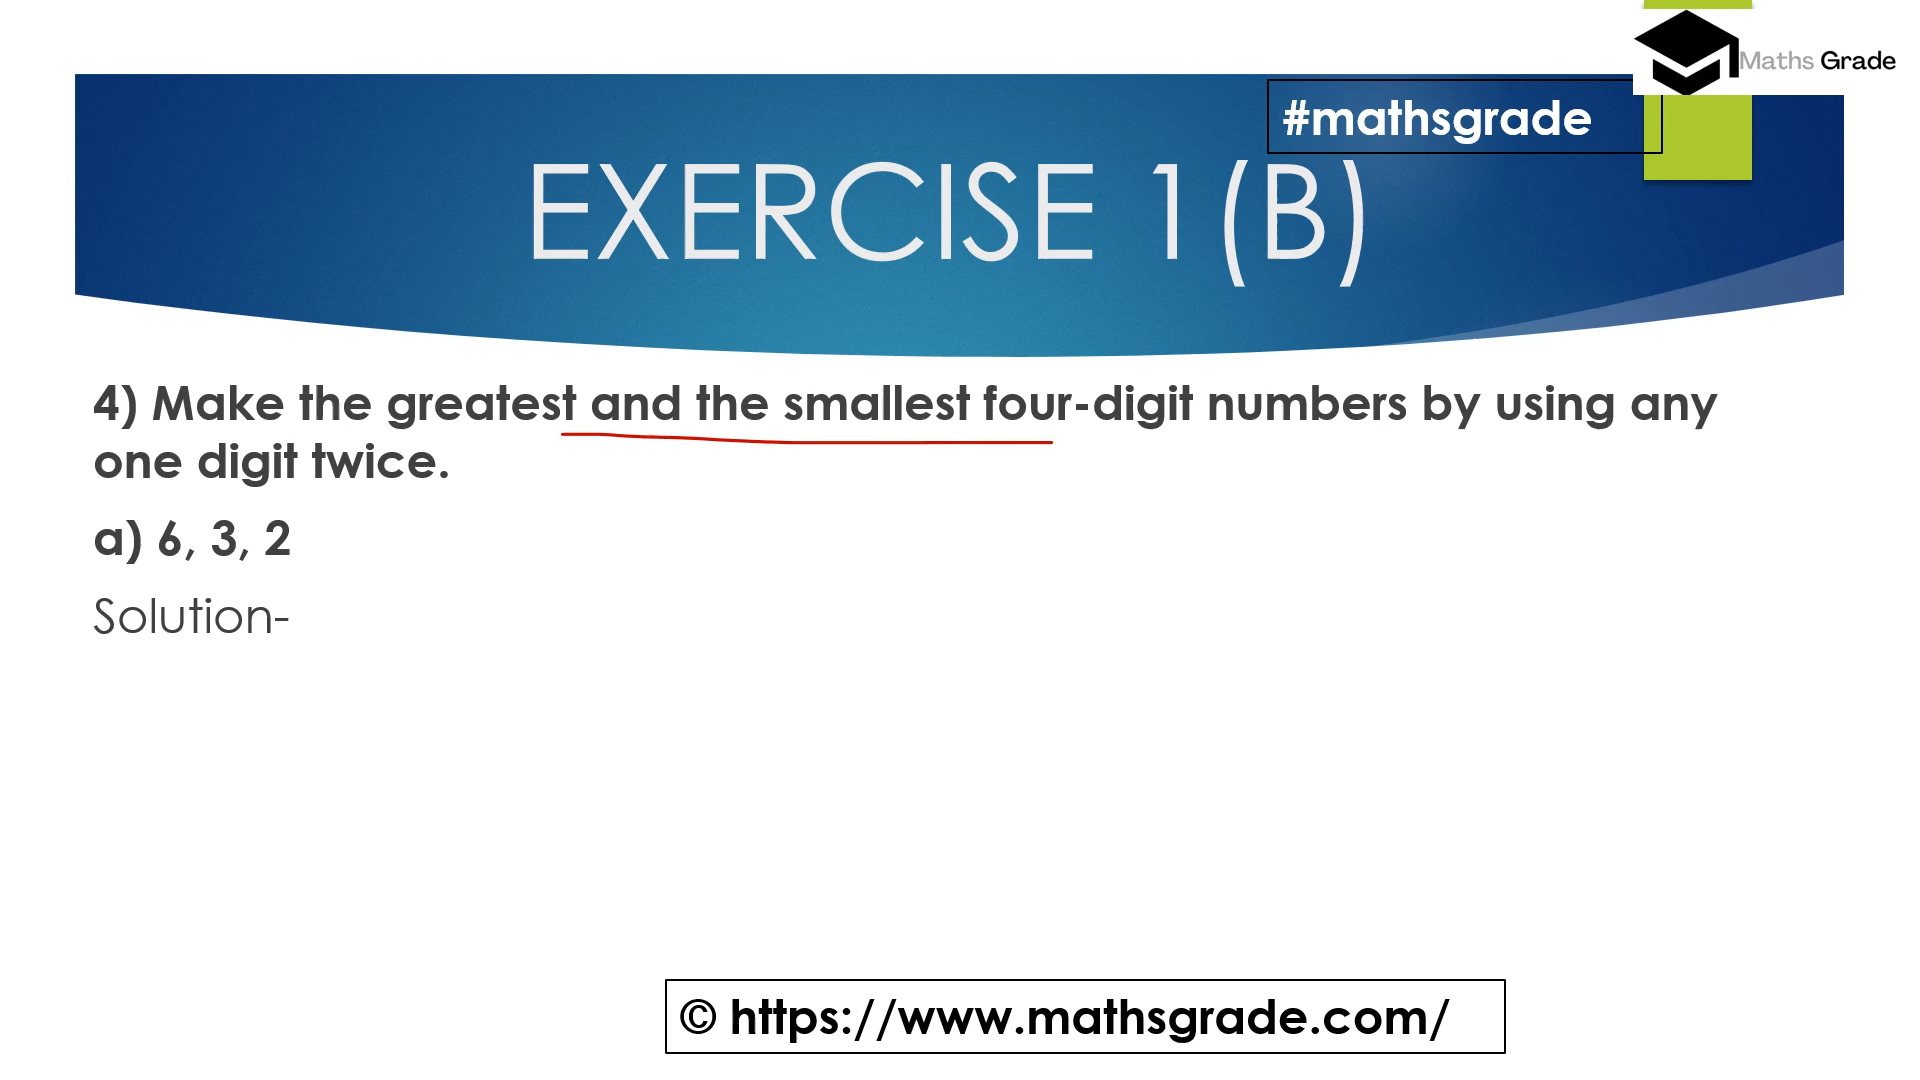 Maths Grade
#mathsgrade
EXERCISE 1(B)
4) Make the greatest and the smallest four-digit numbers by using any
one digit twice.
a) 6, 3, 2
Solution-
© https://www.mathsgrade.com/